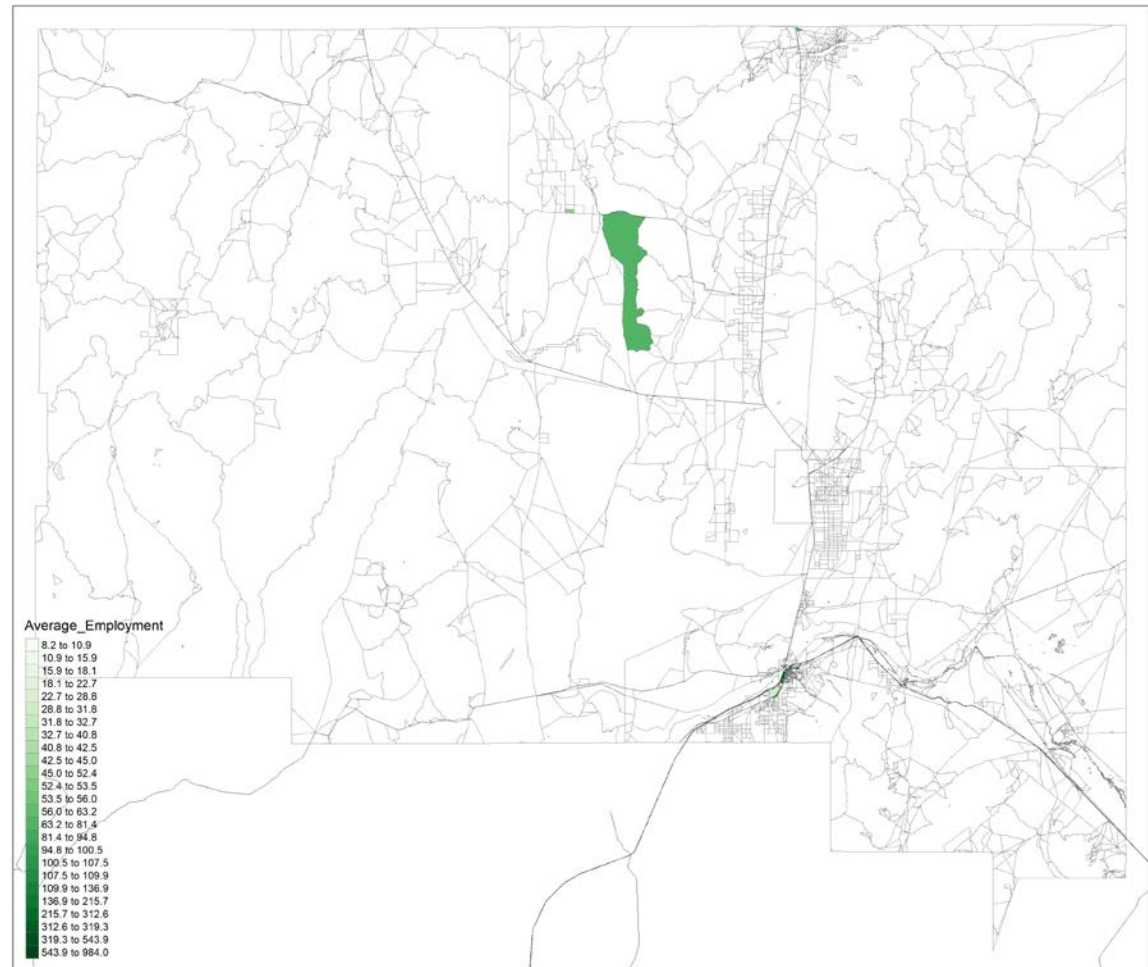 Average_Employment
8.2 to 10.9
10.9 to 15.9
15.9 to 18.1
18.1 to 22.7
22.7 to 28.8
28.8 to 31.8
31.8 to 32.7
32.7 to 40.8
40.8 to 42.5
42.5 to 45.0
45.0 to 52.4
52.4 to 53.5
53.5 to 56.0
56.0 to 63.2
63.2 to 81.4
81.4 to 94.8
94.8 to 100.5
100.5 to 107.5
107.5 to 109.9
109.9 to 136.9
136.9 to 215.7
215.7 to 312.6
312.6 to 319.3
319.3 to 543.9
543.9 to 984.0